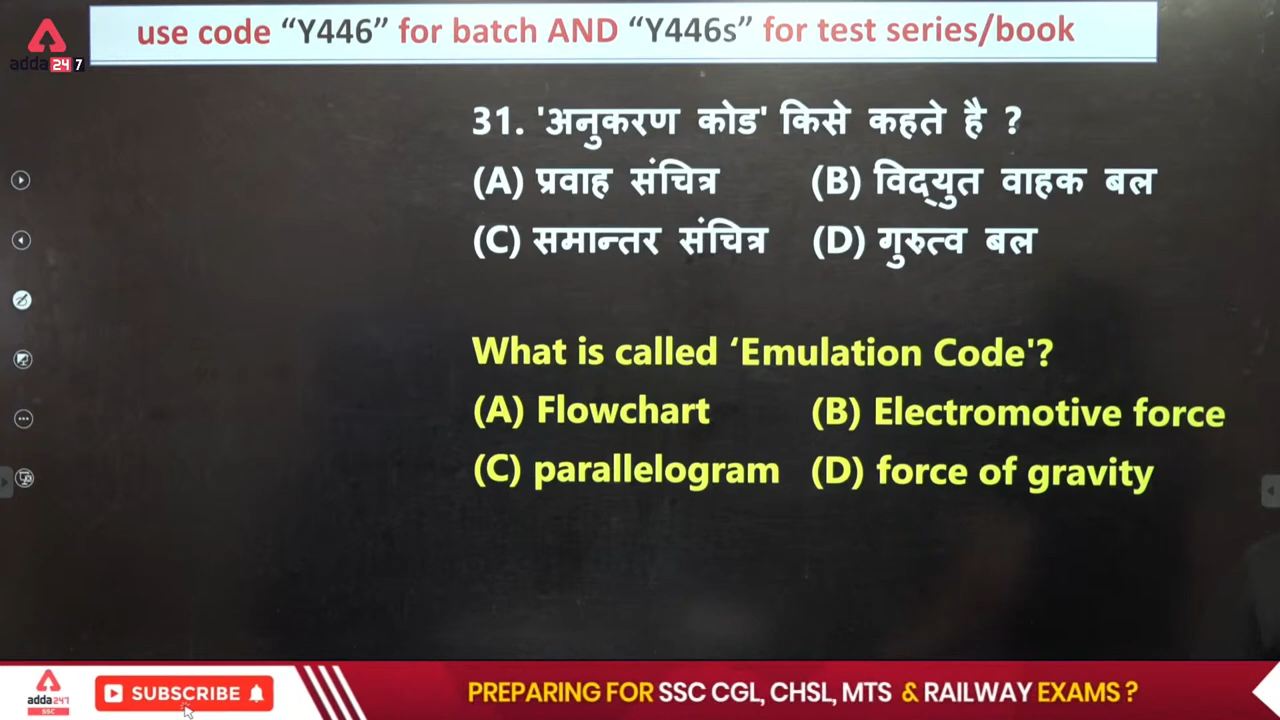 use code “Y446” for batch AND “Y446s” for test series/book
adda 24 7
31. 'अनुकरण कोड' किसे कहते है ?
(A) प्रवाह संचित्र (B) विद्युत वाहक बल
(C) समान्तर संचित्र (D) गुरुत्व बल
What is called ‘Emulation Code'?
(A) Flowchart (B) Electromotive force
(C) parallelogram (D) force of gravity
adda247
SSC
SUBSCRIBE
PREPARING FOR SSC CGL, CHSL, MTS & RAILWAY EXAMS ?